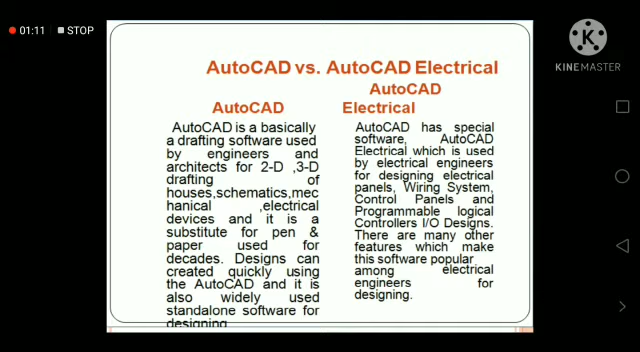 01:11 STOP
K
KINEMASTER
AutoCAD vs. AutoCAD Electrical
AutoCAD
AutoCAD is a basically
a drafting software used
by engineers and
architects for 2-D ,3-D
drafting of
houses,schematics,mec
hanical ,electrical
devices and it is a
substitute for pen &
paper used for
decades. Designs can
created quickly using
the AutoCAD and it is
also widely used
standalone software for
designing
AutoCAD
Electrical
AutoCAD has special
software, AutoCAD
Electrical which is used
by electrical engineers
for designing electrical
panels, Wiring System,
Control Panels and
Programmable logical
Controllers I/O Designs.
There are many other
features which make
this software popular
among electrical
engineers for
designing.